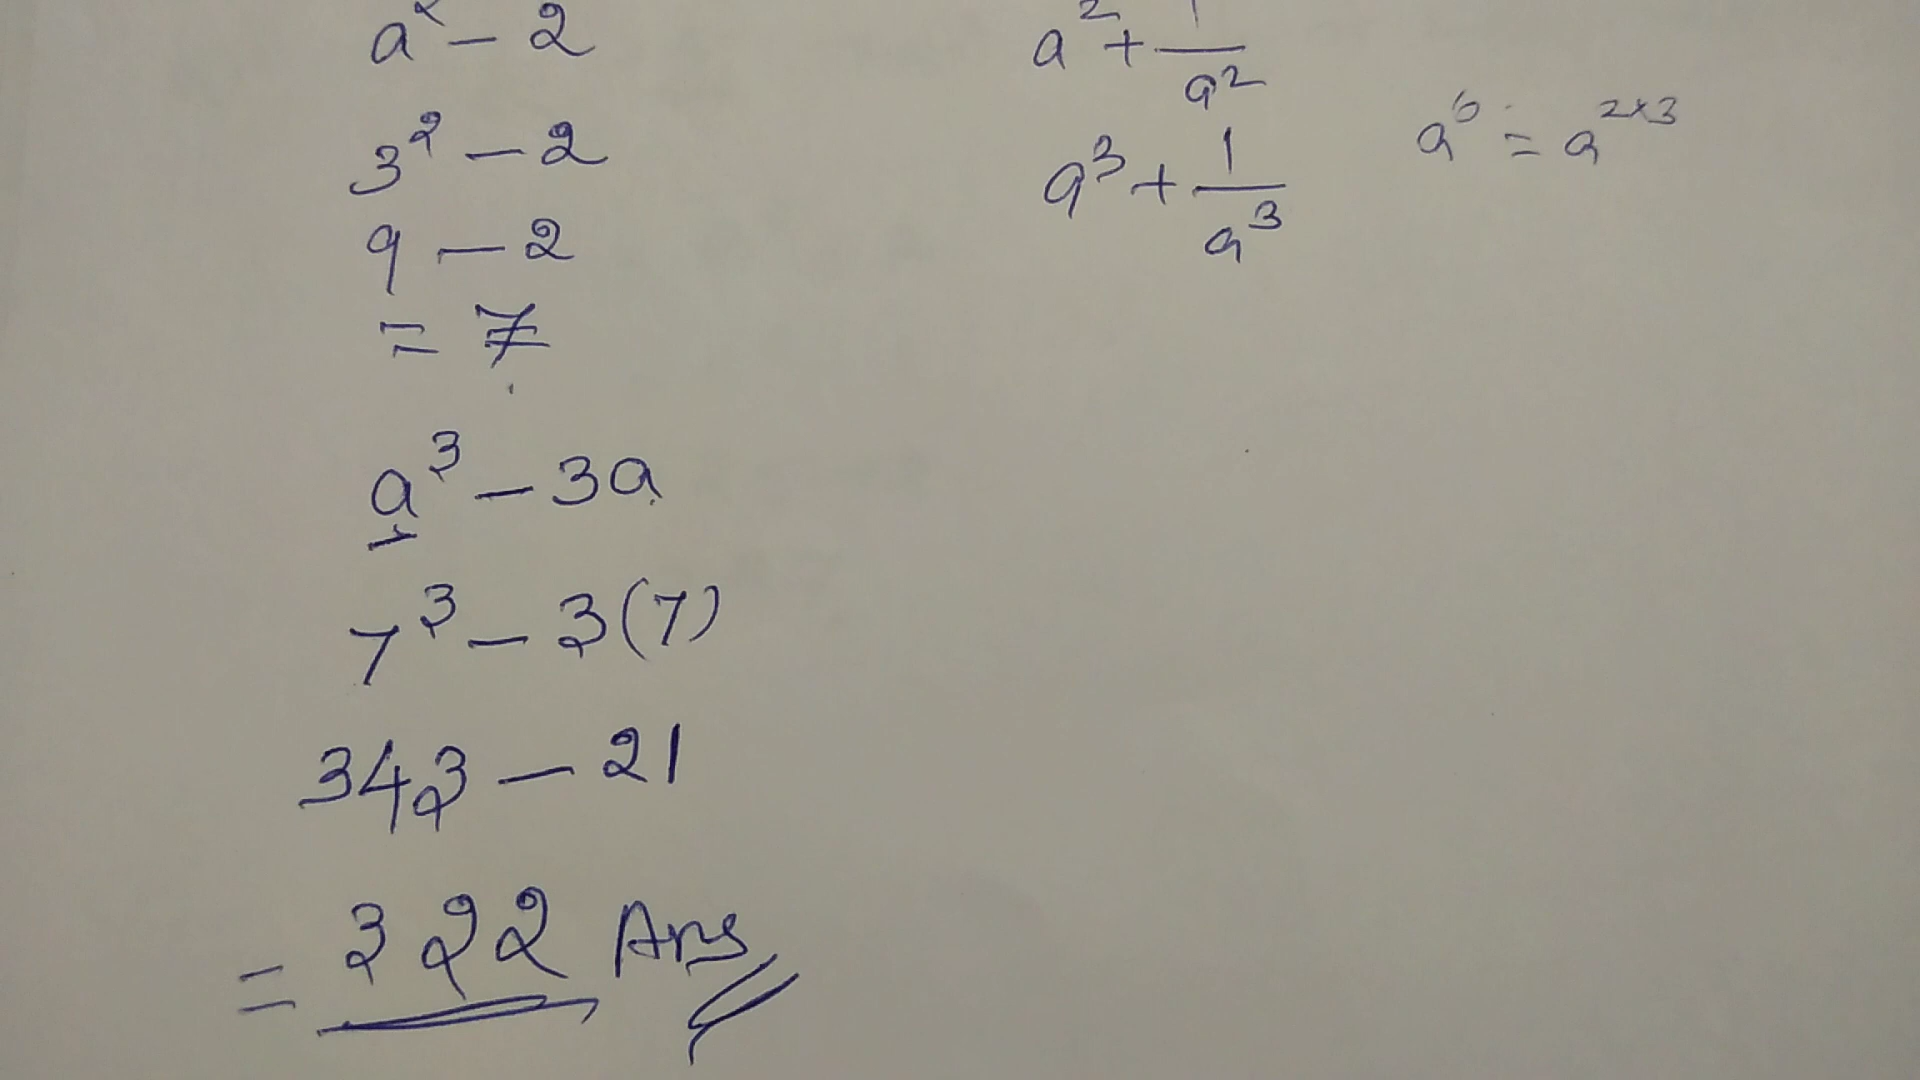 a² - 2
3² - 2
9 - 2
= 7
a³ - 3a
7³ - 3(7)
343 - 21
= 322 Ans
a² + 1/a²
a³ + 1/a³
a⁶ = a²ˣ³